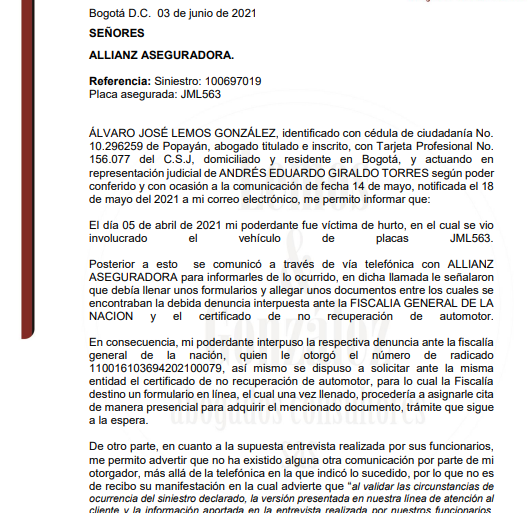 Bogotá D.C. 03 de junio de 2021
SEÑORES
ALLIANZ ASEGURADORA.
Referencia: Siniestro: 100697019
Placa asegurada: JML563
ÁLVARO JOSÉ LEMOS GONZÁLEZ, identificado con cédula de ciudadanía No.
10.296259 de Popayán, abogado titulado e inscrito, con Tarjeta Profesional No.
156.077 del C.S.J, domiciliado y residente en Bogotá, y actuando en
representación judicial de ANDRÉS EDUARDO GIRALDO TORRES según poder
conferido y con ocasión a la comunicación de fecha 14 de mayo, notificada el 18
de mayo del 2021 a mi correo electrónico, me permito informar que:
El día 05 de abril de 2021 mi poderdante fue víctima de hurto, en el cual se vio
involucrado el vehículo de placas JML563.
Posterior a esto se comunicó a través de vía telefónica con ALLIANZ
ASEGURADORA para informarles de lo ocurrido, en dicha llamada le señalaron
que debía llenar unos formularios y allegar unos documentos entre los cuales se
encontraban la debida denuncia interpuesta ante la FISCALIA GENERAL DE LA
NACION y el certificado de no recuperación de automotor.
En consecuencia, mi poderdante interpuso la respectiva denuncia ante la fiscalía
general de la nación, quien le otorgó el número de radicado
110016103694202100079, así mismo se dispuso a solicitar ante la misma
entidad el certificado de no recuperación de automotor, para lo cual la Fiscalía
destino un formulario en línea, el cual una vez llenado, procedería a asignarle cita
de manera presencial para adquirir el mencionado documento, trámite que sigue
a la espera.
De otro parte, en cuanto a la supuesta entrevista realizada por sus funcionarios,
me permito advertir que no ha existido alguna otra comunicación por parte de mi
otorgador, más allá de la telefónica en la que indicó lo sucedido, por lo que no es
de recibo su manifestación en la cual advierte que "al validar las circunstancias de
ocurrencia del siniestro declarado, la versión presentada en nuestra línea de atención al
cliente y la información aportada en la entrevista realizada por nuestros funcionarios,
González
abogados consultores